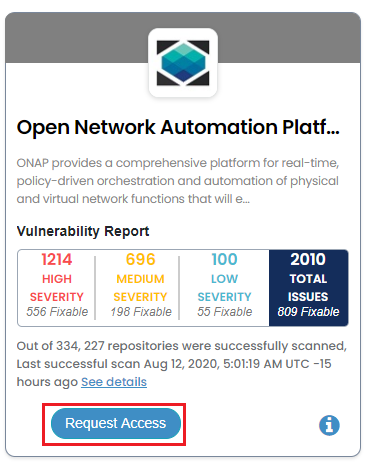 Open Network Automation Platf...
ONAP provides a comprehensive platform for real-time,
policy-driven orchestration and automation of physical
and virtual network functions that will e...
Vulnerability Report
1214 696 100 2010
HIGH MEDIUM LOW TOTAL
SEVERITY SEVERITY SEVERITY ISSUES
556 Fixable 198 Fixable 55 Fixable 809 Fixable
Out of 334, 227 repositories were successfully scanned,
Last successful scan Aug 12, 2020, 5:01:19 AM UTC -15
hours ago See details
Request Access